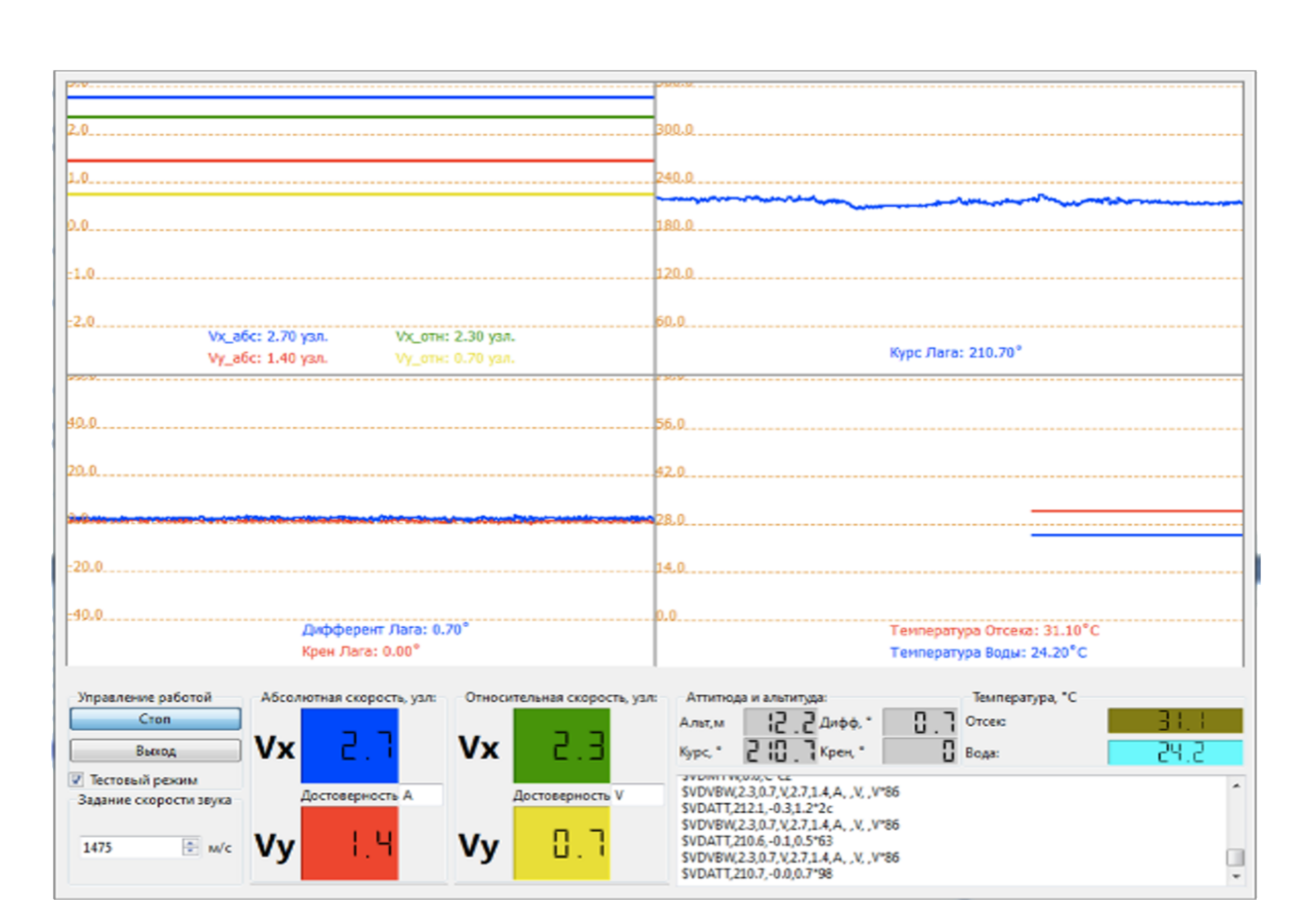 2.0
1.0
0.0
-1.0
-2.0
Vx_абс: 2.70 узл. Vx_отн: 2.30 узл.
Vy_абс: 1.40 узл. Vy_отн: 0.70 узл.
300.0
240.0
180.0
120.0
60.0
Курс Лага: 210.70°
40.0
20.0
-20.0
-40.0
Дифферент Лага: 0.70°
Крен Лага: 0.00°
56.0
42.0
28.0
14.0
0.0
Температура Отсека: 31.10°C
Температура Воды: 24.20°C
Управление работой
Стоп
Выход
Тестовый режим
Задание скорости звука
1475 м/с
Абсолютная скорость, узл:
Vx 2.7
Достоверность A
Vy 1.4
Относительная скорость, узл:
Vx 2.3
Достоверность V
Vy 0.7
Аттитюда и альтитуда:
Альт,м 12.2 Дифф, ° 0.7
Курс, ° 210.7 Крен, ° 0
Температура, °C
Отсек: 31.1
Вода: 24.2
$VDVBW,2.3,0.7,V,2.7,1.4,A, ,V, ,V*86
$VDATT,212.1,-0.3,1.2*2c
$VDVBW,2.3,0.7,V,2.7,1.4,A, ,V, ,V*86
$VDATT,210.6,-0.1,0.5*63
$VDVBW,2.3,0.7,V,2.7,1.4,A, ,V, ,V*86
$VDATT,210.7,-0.0,0.7*98